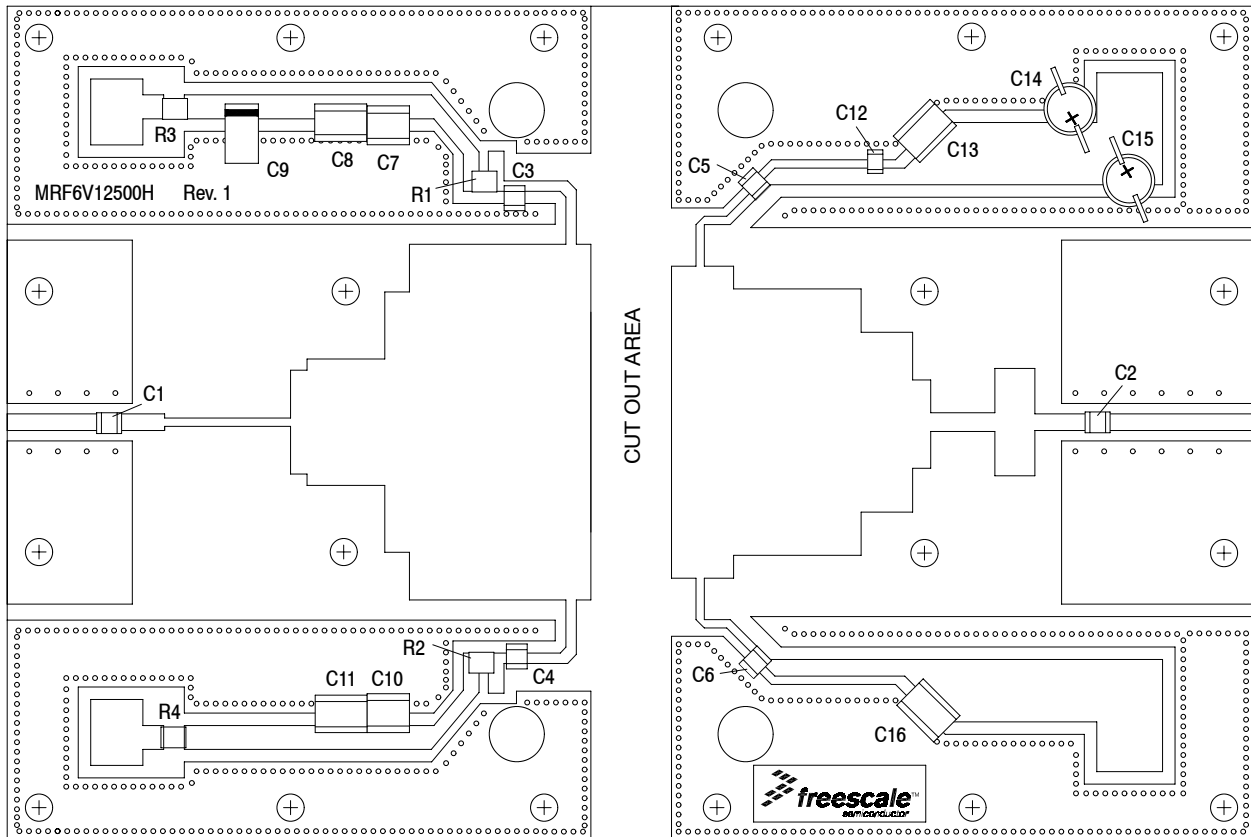 C14
C12
C15
C13
C5
R3
C9
C8
C7
C3
R1
MRF6V12500H Rev. 1
CUT OUT AREA
C1
C2
R2
C4
C11
C10
R4
C6
C16
freescale™
semiconductor